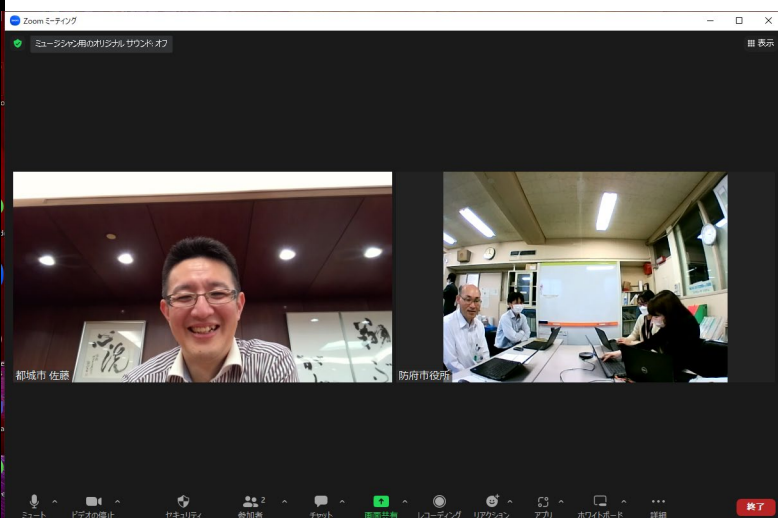 Zoom ミーティング
ミュージシャン用のオリジナル サウンド: オフ
表示
都城市 佐藤
防府市役所
2
ミュート
ビデオの停止
セキュリティ
参加者
チャット
画面共有
レコーディング
リアクション
アプリ
ホワイトボード
詳細
終了